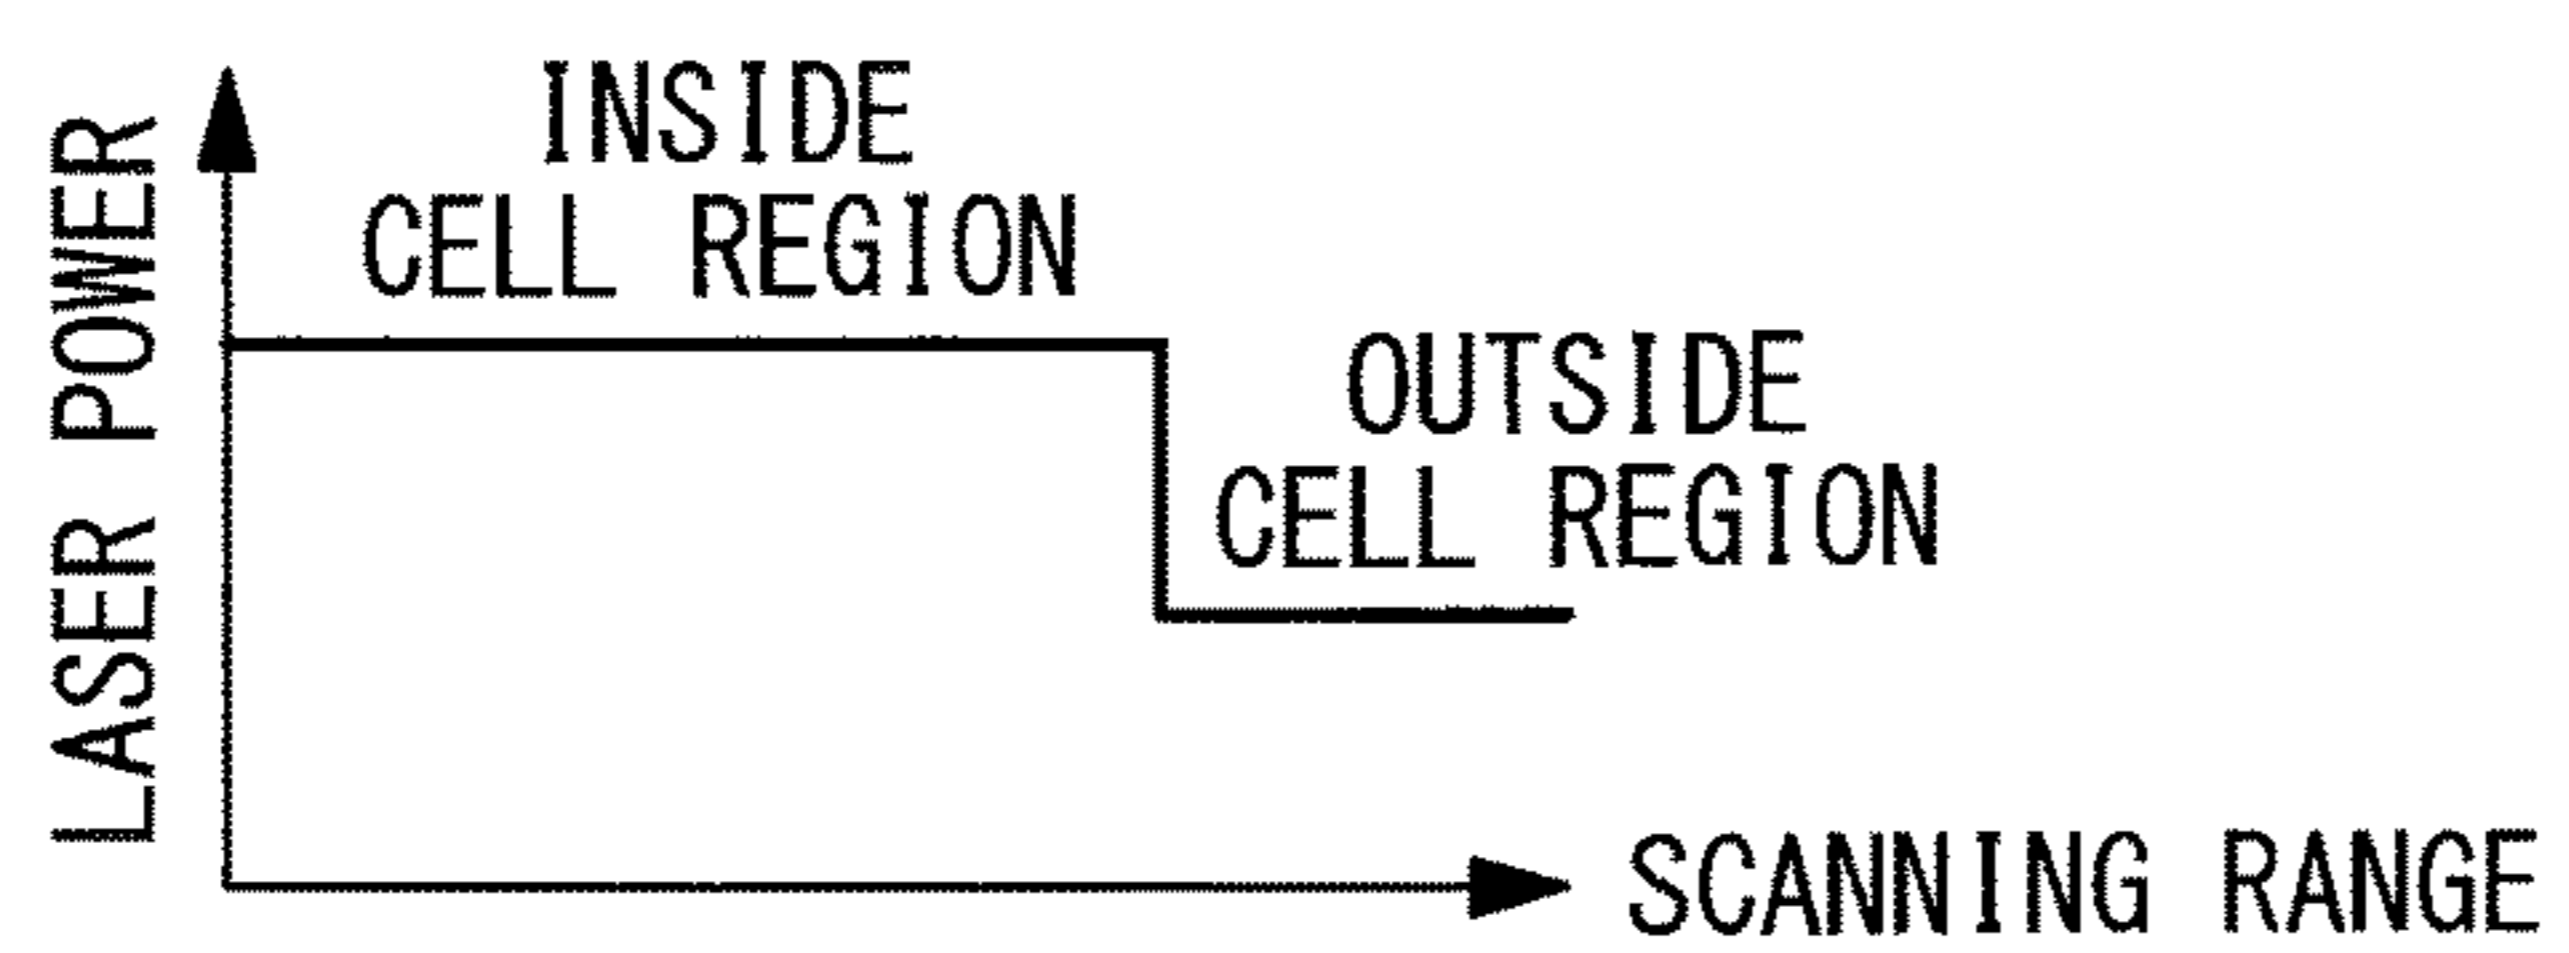 LASER POWER
INSIDE
CELL REGION
OUTSIDE
CELL REGION
SCANNING RANGE